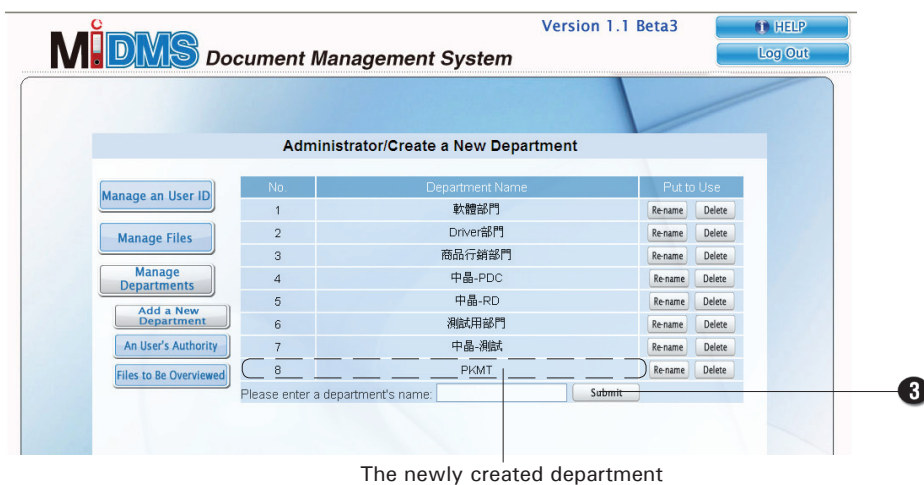 MiDMS Document Management System
Version 1.1 Beta3
HELP
Log Out
Administrator/Create a New Department
Manage an User ID
Manage Files
Manage
Departments
Add a New
Department
An User's Authority
Files to Be Overviewed
No. Department Name Put to Use
1 軟體部門 Re-name Delete
2 Driver部門 Re-name Delete
3 商品行銷部門 Re-name Delete
4 中晶-PDC Re-name Delete
5 中晶-RD Re-name Delete
6 測試用部門 Re-name Delete
7 中晶-測試 Re-name Delete
8 PKMT Re-name Delete
Please enter a department's name: Submit
3
The newly created department